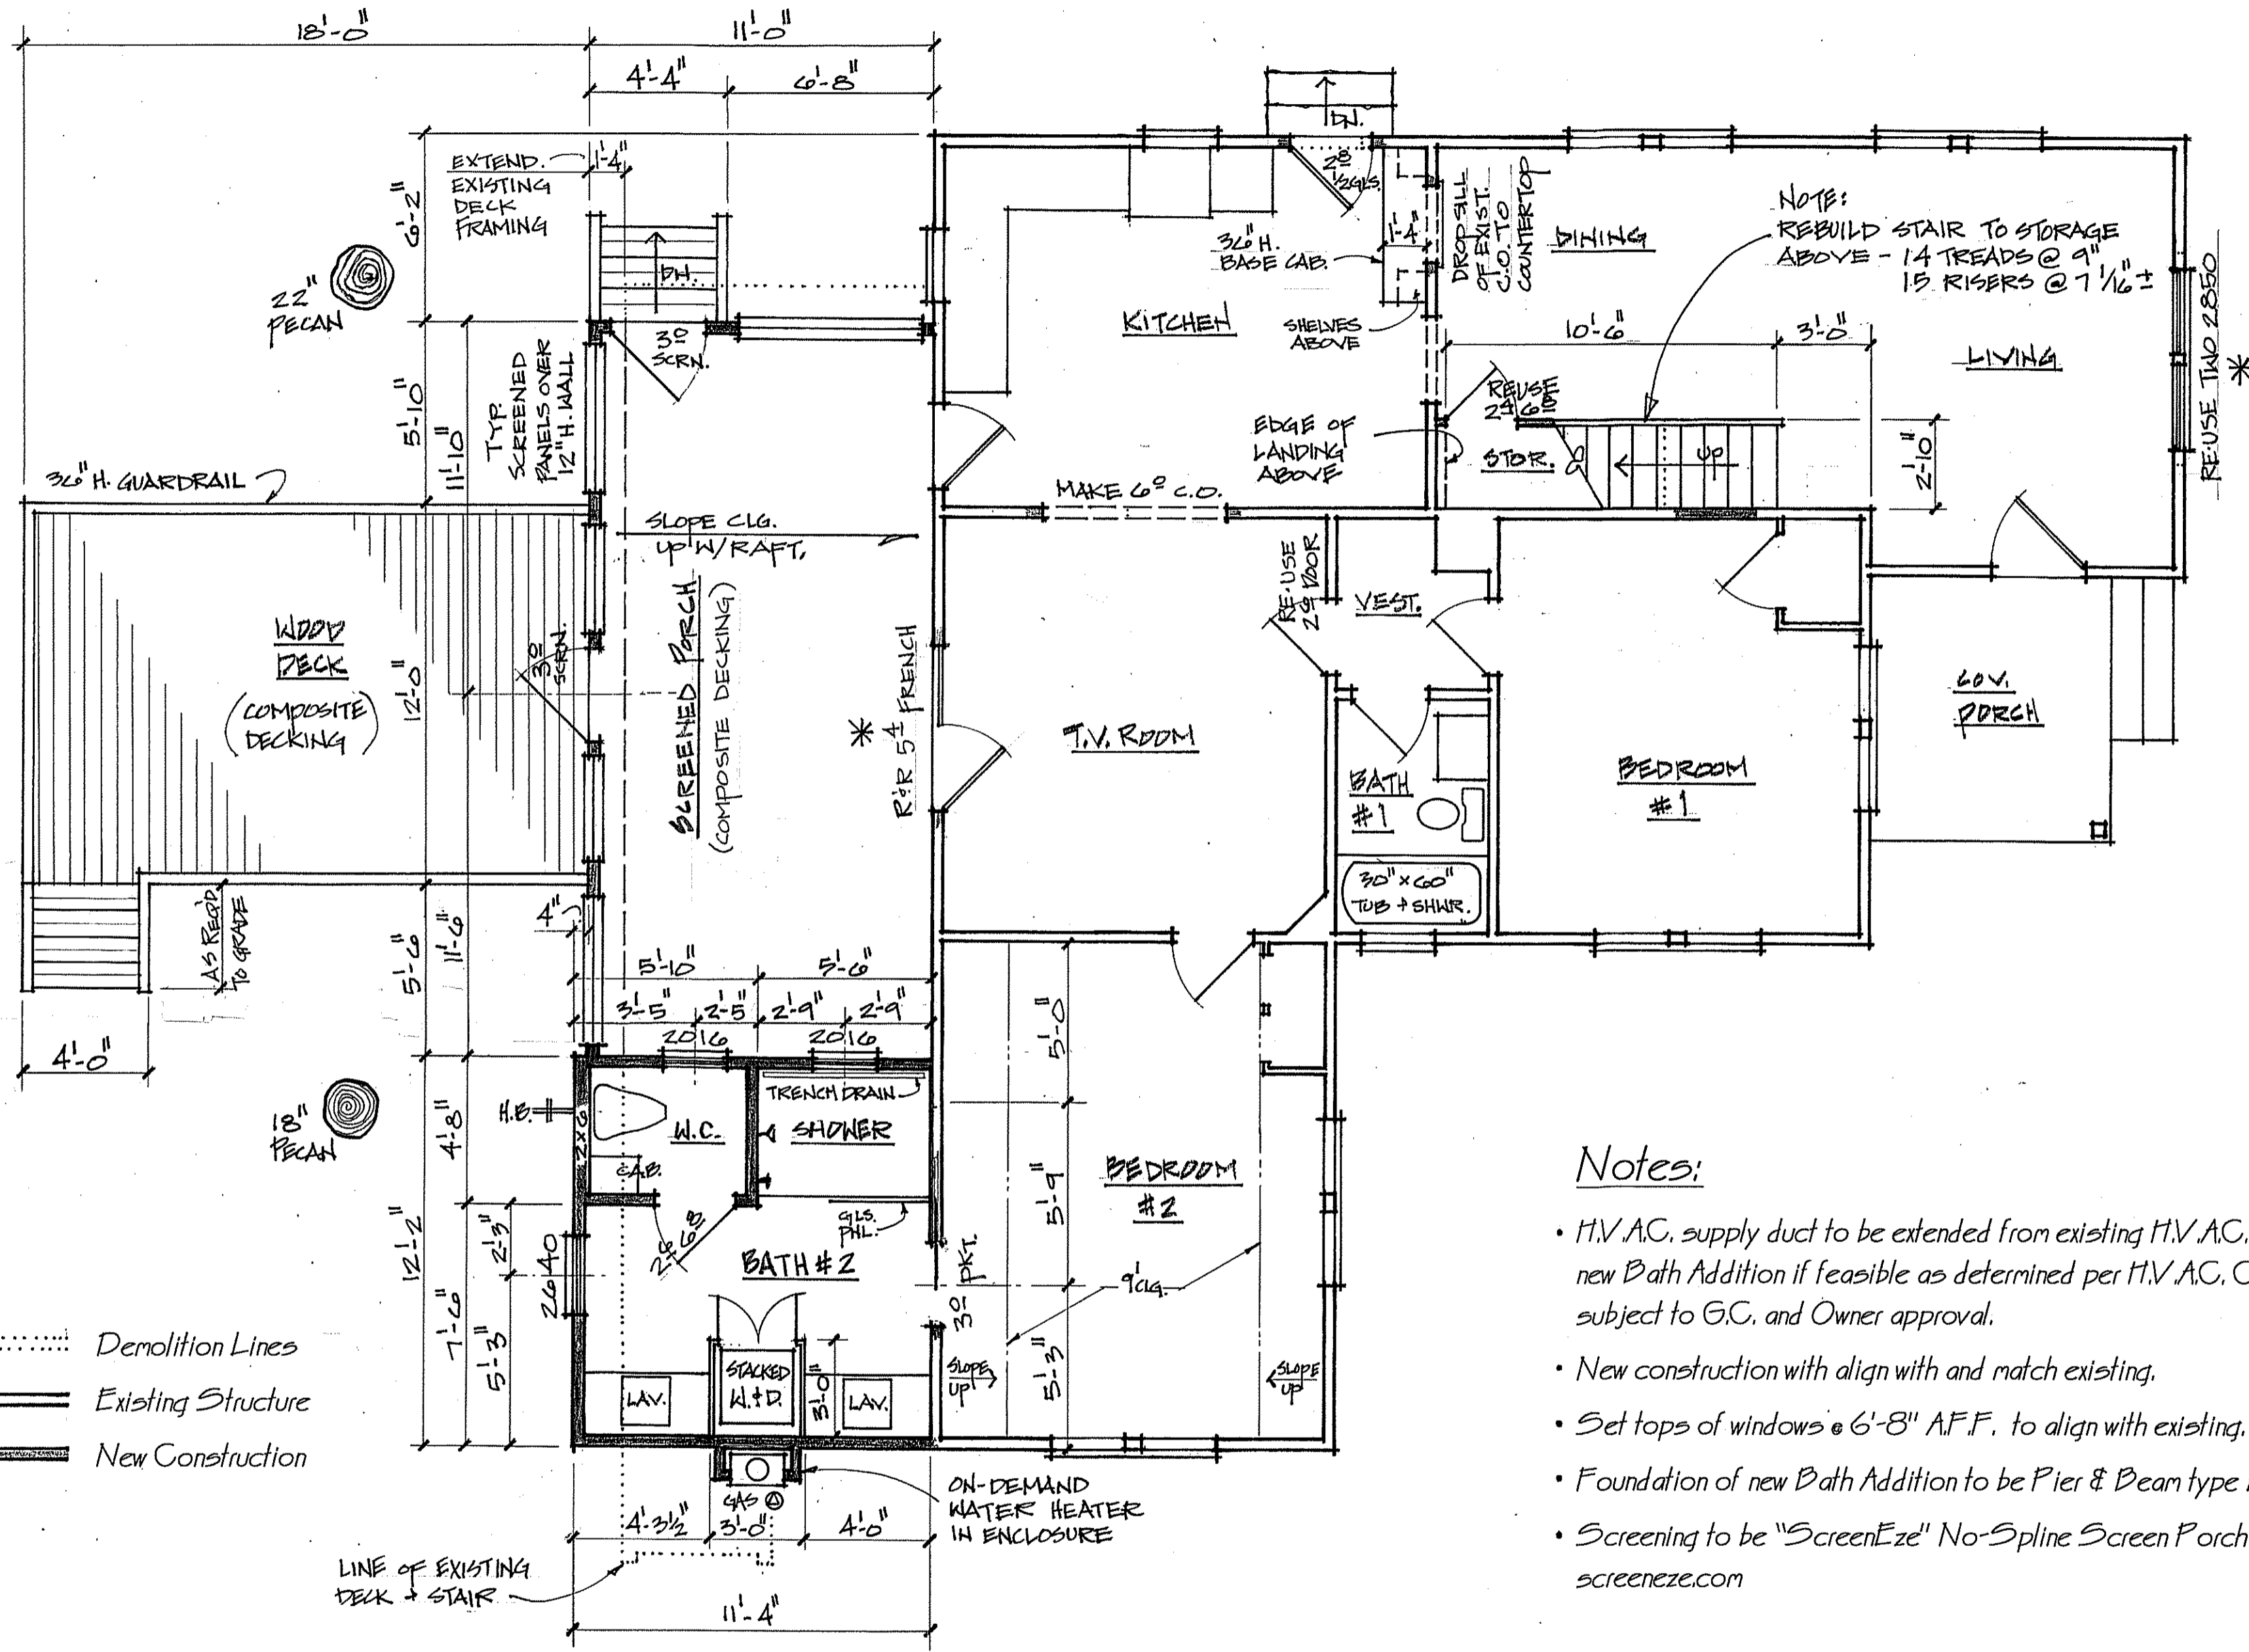 18'-0"
11'-0"
4'-4"
6'-8"
1'-4"
EXTEND.
EXISTING
DECK
FRAMING
6'-2"
22"
PECAN
DN.
3⁰
SCRN.
TYP.
SCREENED
PANELS OVER
12" H. WALL
5'-10"
11'-10"
36" H. GUARDRAIL
SLOPE CLG.
UP W/RAFT.
WOOD
DECK
(COMPOSITE)
DECKING
12'-0"
3⁰
SCRN.
SCREENED PORCH
(COMPOSITE DECKING)
R&R 5⁴ FRENCH
*
AS REQ'D
TO GRADE
4'-0"
5'-6"
11'-6"
4"
DN.
2⁸
1/2 GLS.
36" H.
BASE CAB.
1'-4"
DROP SILL
OF EXIST.
C.O. TO
COUNTERTOP
KITCHEN
SHELVES
ABOVE
EDGE OF
LANDING
ABOVE
MAKE 6⁰ C.O.
DINING
NOTE:
REBUILD STAIR TO STORAGE
ABOVE - 14 TREADS @ 9"
15 RISERS @ 7 1/16" ±
10'-6"
3'-0"
LIVING
REUSE TWO 2850
*
REUSE
2⁴ 6⁸
STOR.
UP
2'-10"
RE-USE
2⁸ DOOR
VEST.
T.V. ROOM
BATH
#1
30" x 60"
TUB + SHWR.
BEDROOM
#1
COV.
PORCH
5'-10"
5'-6"
3'-5"
2'-5"
2'-9"
2'-9"
2016
2016
TRENCH DRAIN
18"
PECAN
H.B.
2x6
W.C.
SHOWER
CAB.
4'-8"
12'-2"
7'-6"
2'-3"
5'-3"
2640
2⁶ 6⁸
GLS.
PNL.
BATH #2
3⁰ PKT.
LAV.
STACKED
W.+D.
3'-0"
LAV.
5'-0"
5'-9"
5'-3"
BEDROOM
#2
9' CLG.
SLOPE
UP
SLOPE
UP
GAS
ON-DEMAND
WATER HEATER
IN ENCLOSURE
4'-3½"
3'-0"
4'-0"
LINE OF EXISTING
DECK + STAIR
11'-4"
Demolition Lines
Existing Structure
New Construction
Notes:
• H.V.A.C. supply duct to be extended from existing H.V.A.C.
new Bath Addition if feasible as determined per H.V.A.C. C
subject to G.C. and Owner approval.
• New construction with align with and match existing.
• Set tops of windows @ 6'-8" A.F.F. to align with existing.
• Foundation of new Bath Addition to be Pier & Beam type
• Screening to be "ScreenEze" No-Spline Screen Porch
screeneze.com